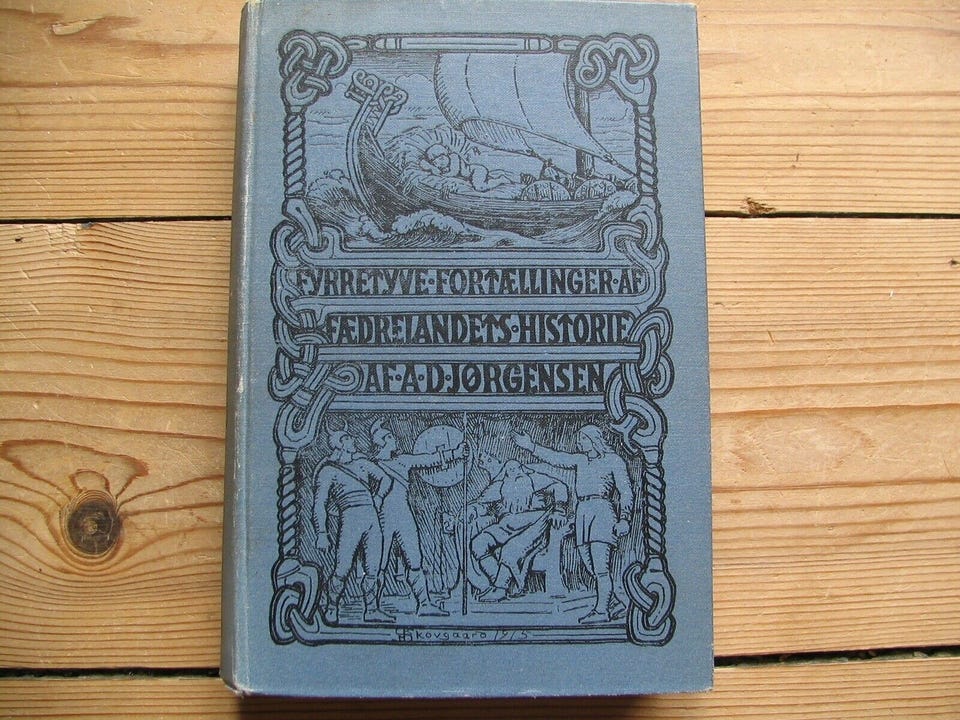 FYRRETYVE·FORTÆLLINGER·AF
FÆDRELANDETS·HISTORIE
AF·A·D·JØRGENSEN
Skovgaard 1915